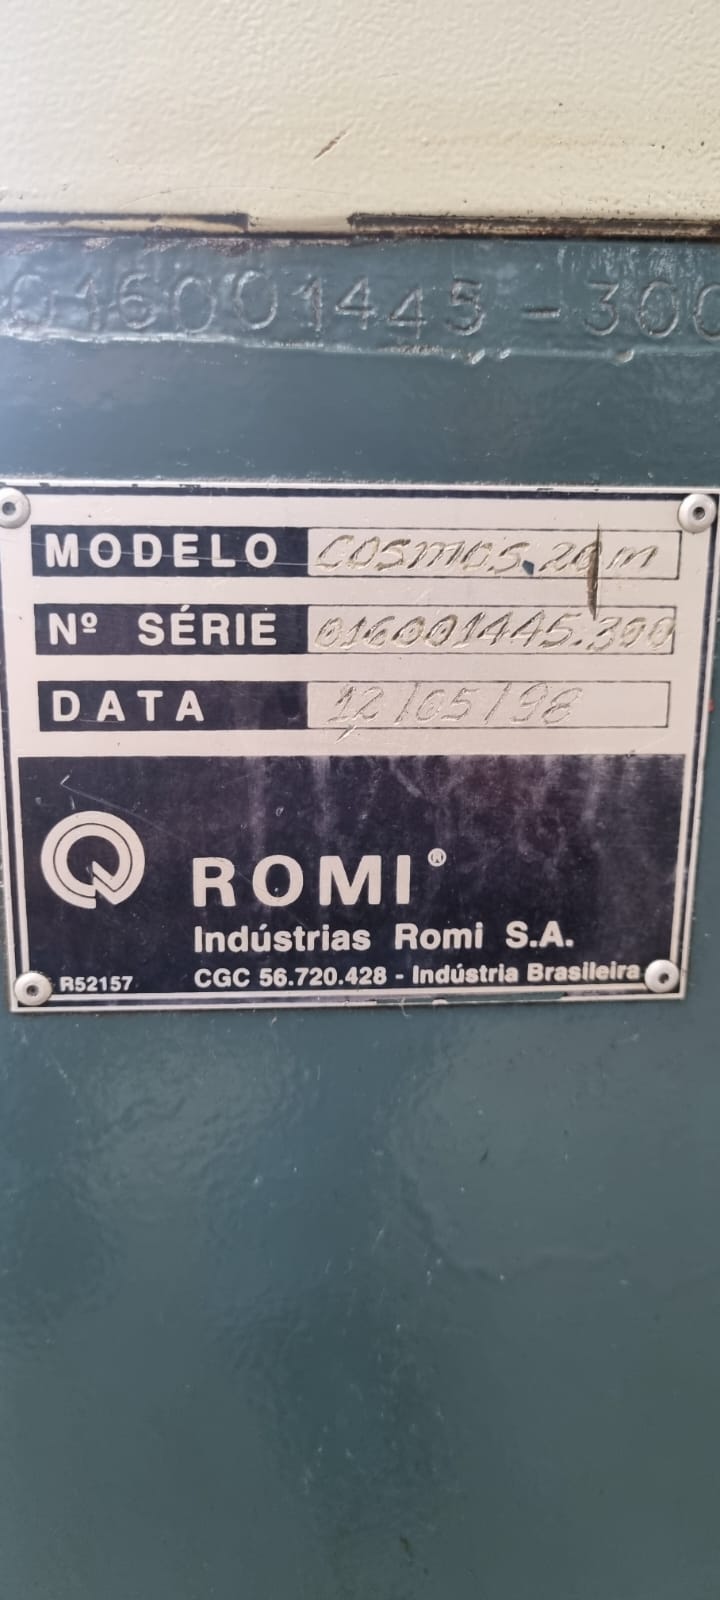 016001445-300
MODELO COSMOS.20M
Nº SÉRIE 016001445.300
DATA 12/05/98
ROMI®
Indústrias Romi S.A.
R52157 CGC 56.720.428 - Indústria Brasileira